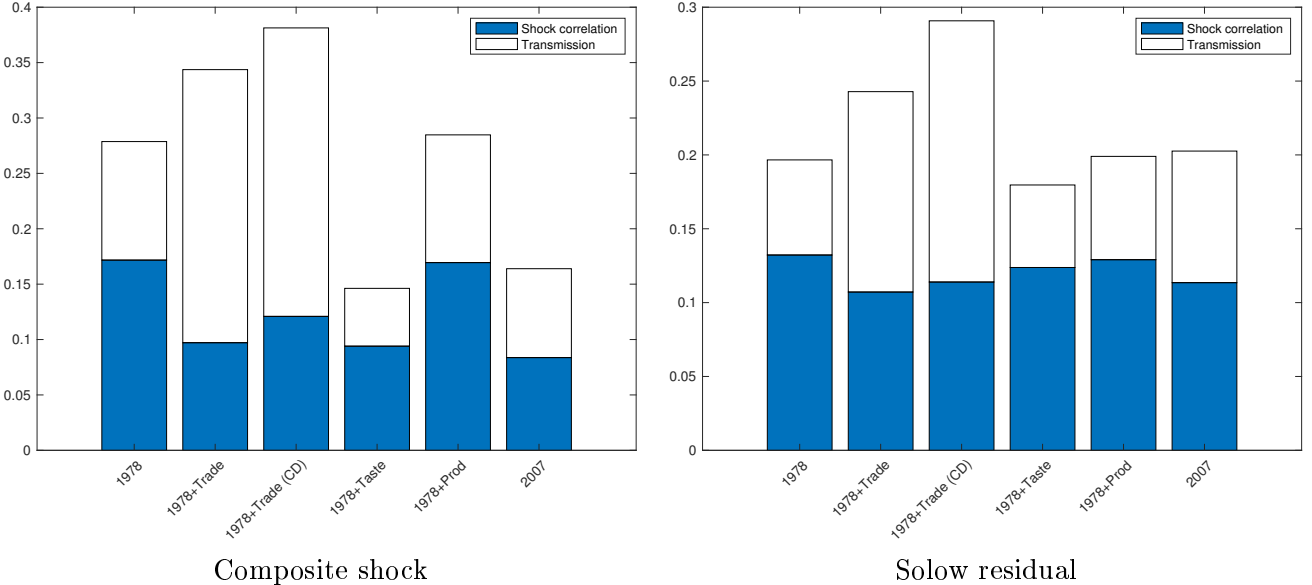 0.4
0.35
0.3
0.25
0.2
0.15
0.1
0.05
0
Shock correlation
Transmission
1978
1978+Trade
1978+Trade (CD)
1978+Taste
1978+Prod
2007
Composite shock
0.3
0.25
0.2
0.15
0.1
0.05
0
Shock correlation
Transmission
1978
1978+Trade
1978+Trade (CD)
1978+Taste
1978+Prod
2007
Solow residual